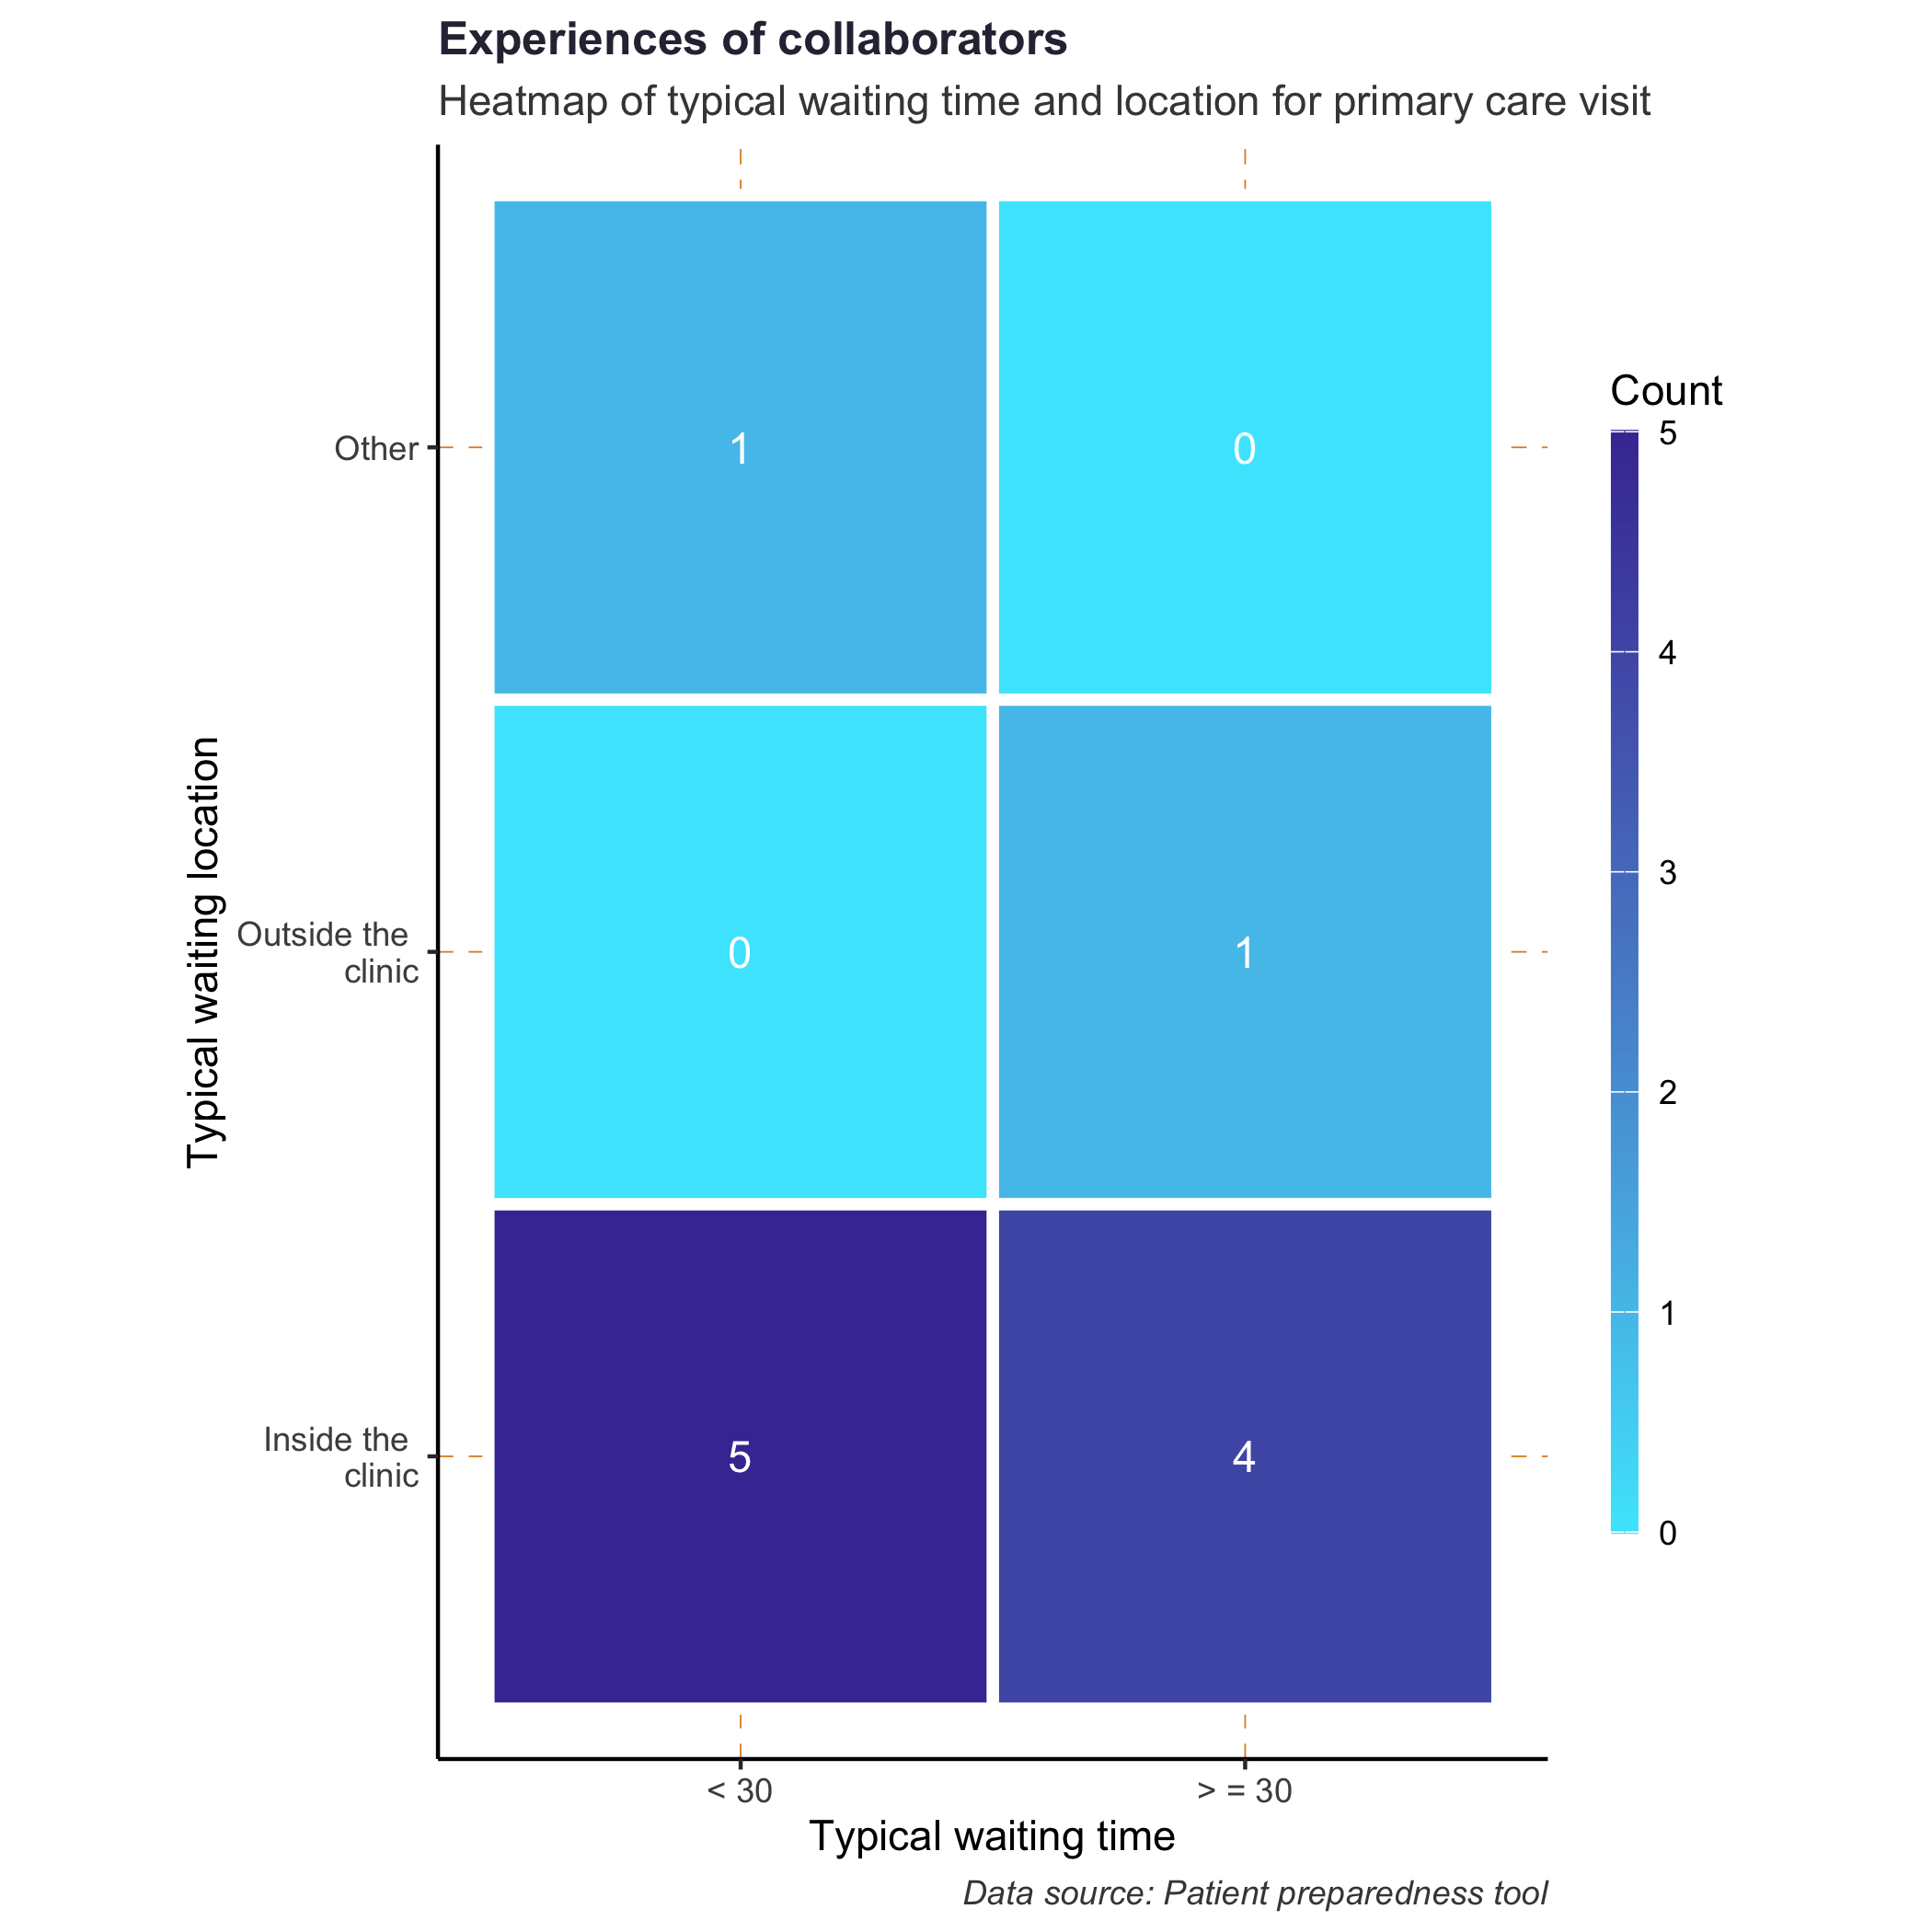 Experiences of collaborators
Heatmap of typical waiting time and location for primary care visit
Typical waiting location
Other
1
0
Outside the
clinic
0
1
Inside the
clinic
5
4
< 30
> = 30
Typical waiting time
Count
5
4
3
2
1
0
Data source: Patient preparedness tool